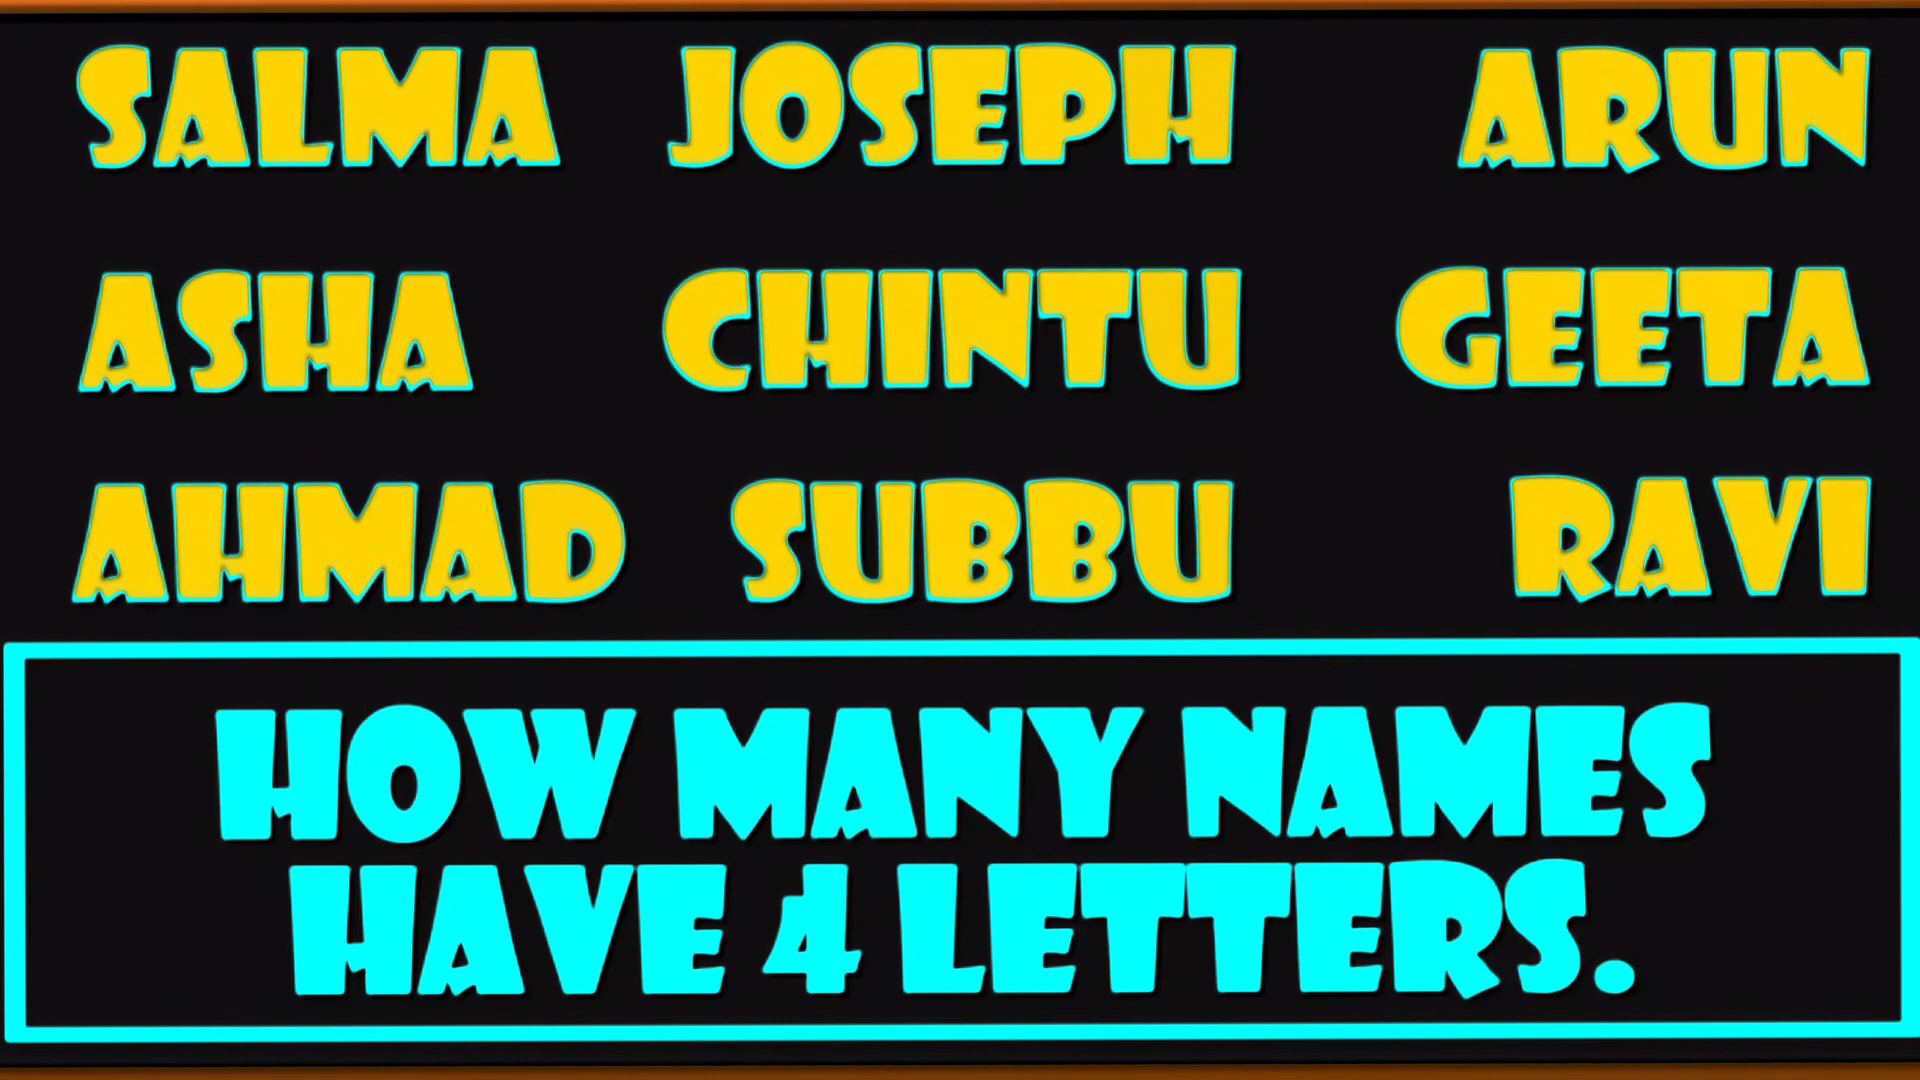 SALMA JOSEPH ARUN
ASHA CHINTU GEETA
AHMAD SUBBU RAVI
HOW MANY NAMES
HAVE 4 LETTERS.